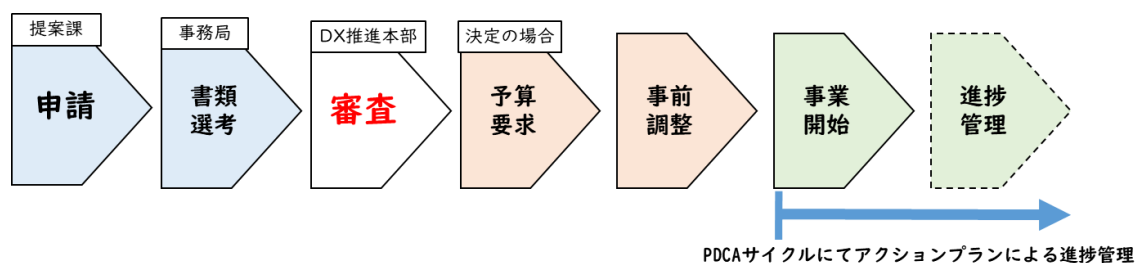 提案課
申請
事務局
書類
選考
DX推進本部
審査
決定の場合
予算
要求
事前
調整
事業
開始
進捗
管理
PDCAサイクルにてアクションプランによる進捗管理